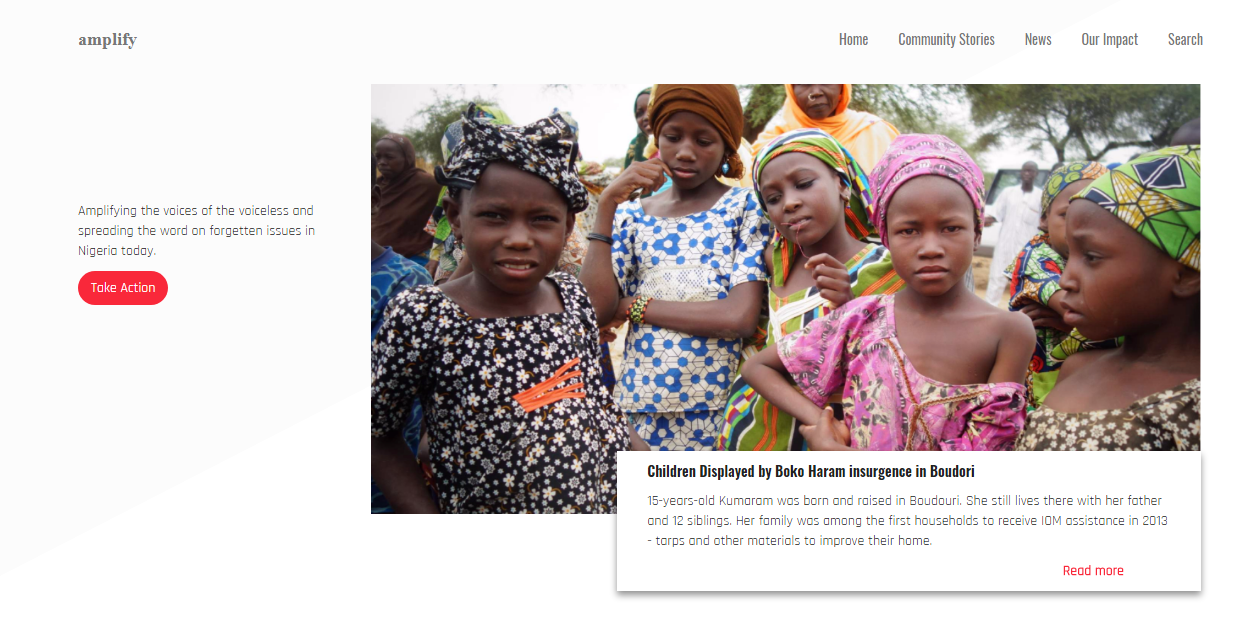 amplify
Home Community Stories News Our Impact Search
Amplifying the voices of the voiceless and
spreading the word on forgetten issues in
Nigeria today.
Take Action
Children Displayed by Boko Haram insurgence in Boudori
15-years-old Kumaram was born and raised in Boudouri. She still lives there with her father
and 12 siblings. Her family was among the first households to receive IOM assistance in 2013
- tarps and other materials to improve their home.
Read more